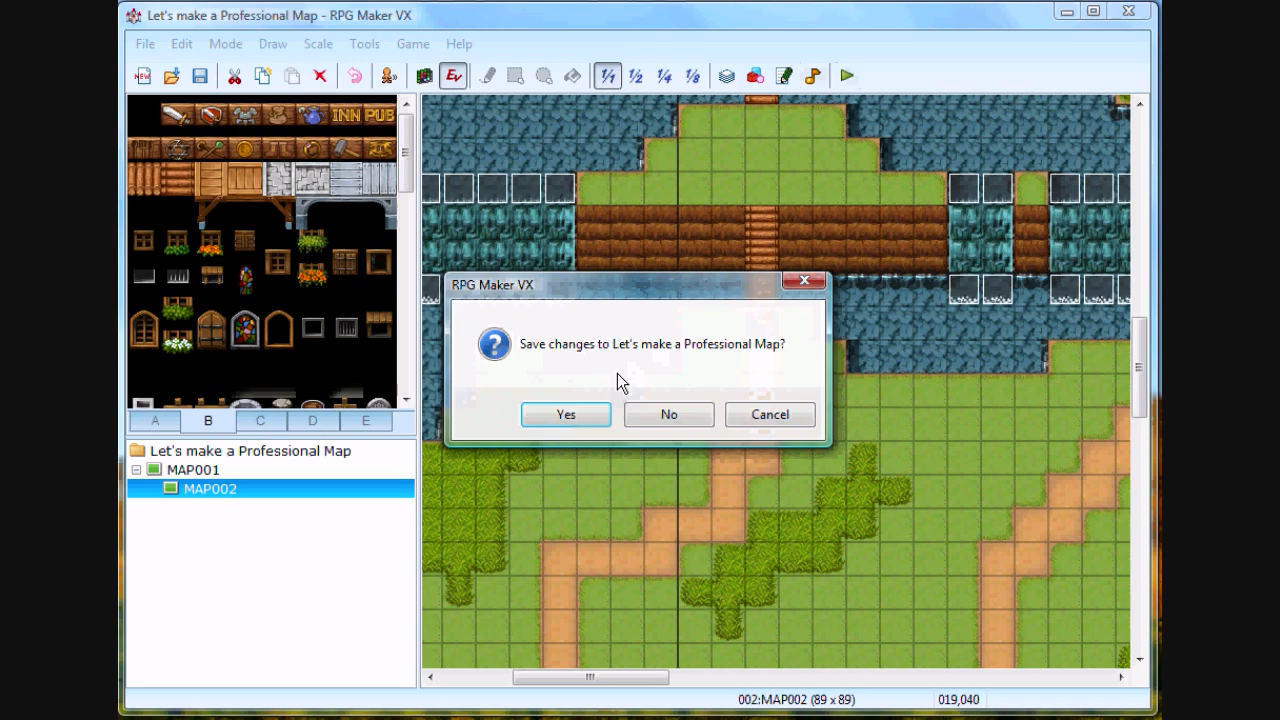 Let's make a Professional Map - RPG Maker VX
File Edit Mode Draw Scale Tools Game Help
NEW Ev 1/1 1/2 1/4 1/8
INN PUB
RPG Maker VX
Save changes to Let's make a Professional Map?
Yes No Cancel
A B C D E
Let's make a Professional Map
MAP001
MAP002
002:MAP002 (89 x 89) 019,040